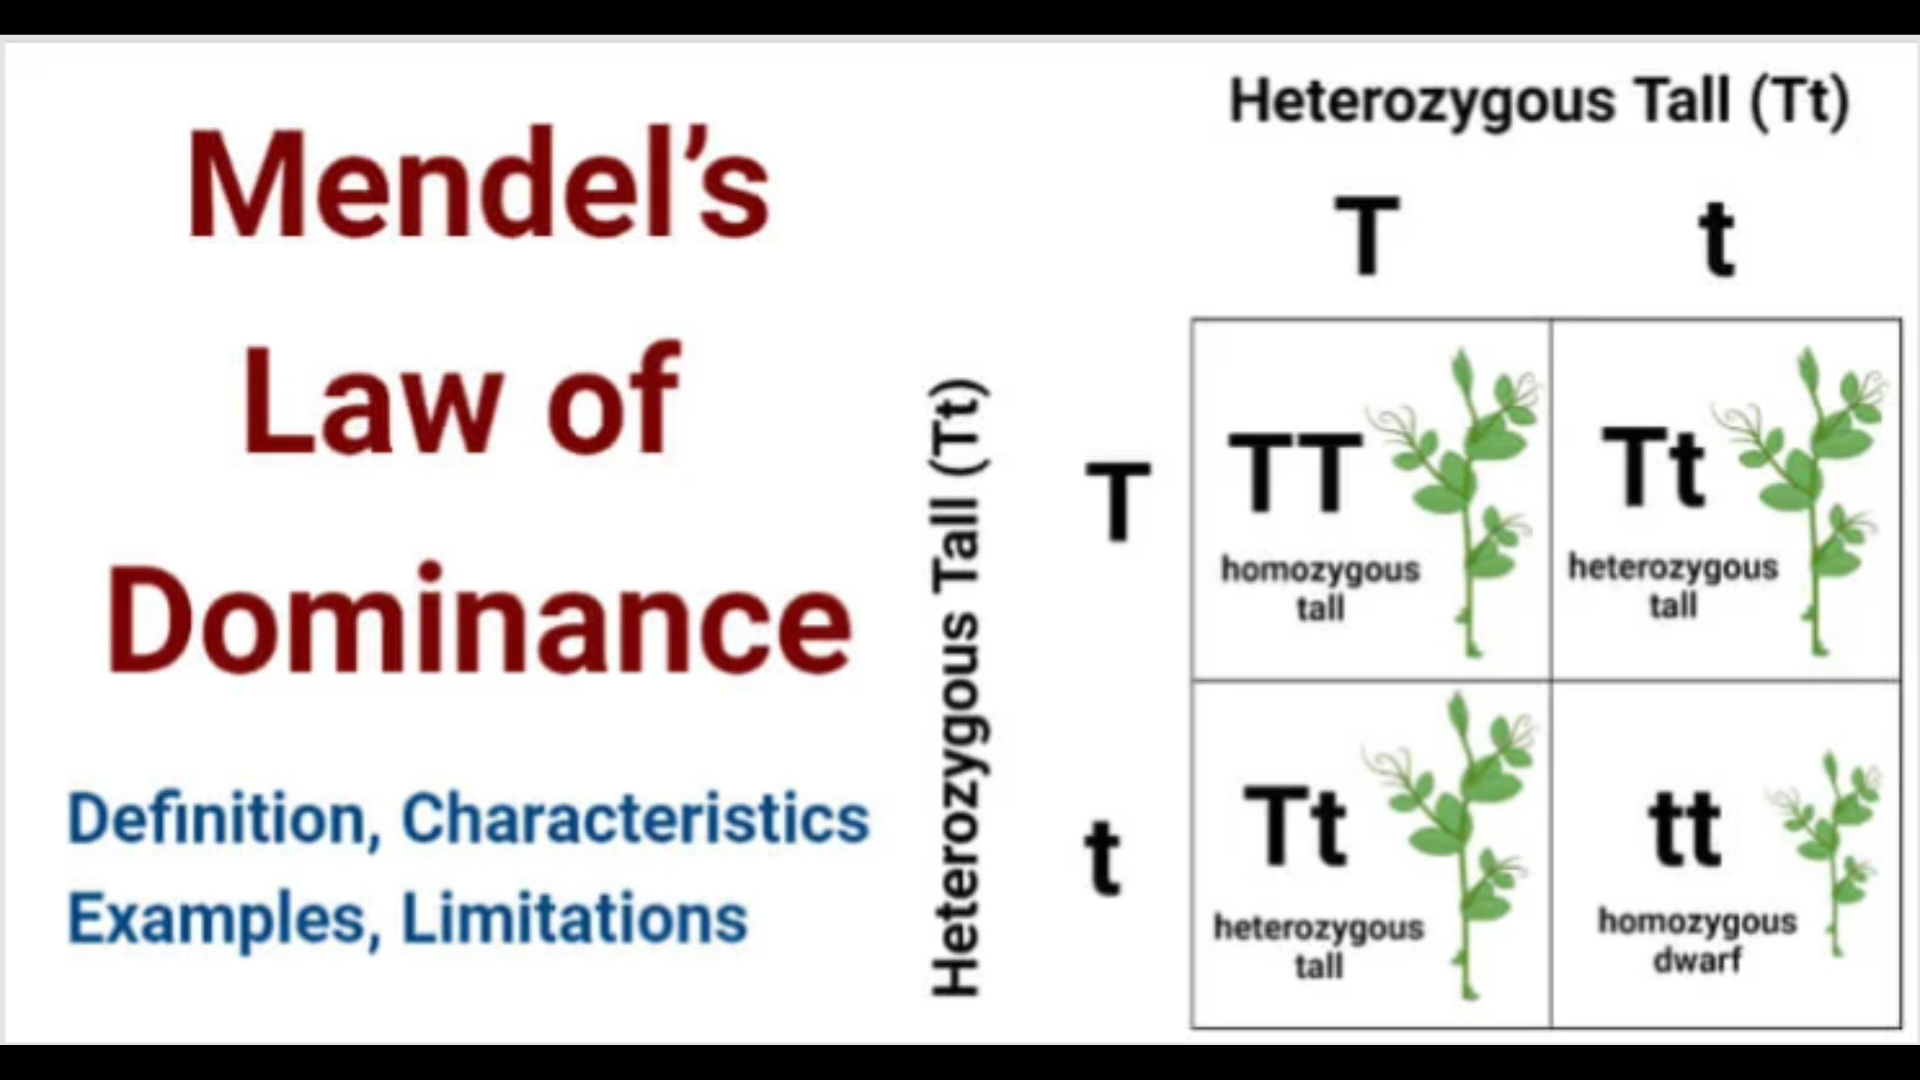 Mendel’s
Law of
Dominance
Definition, Characteristics
Examples, Limitations
Heterozygous Tall (Tt)
T t
Heterozygous Tall (Tt)
T
TT
homozygous
tall
Tt
heterozygous
tall
t
Tt
heterozygous
tall
tt
homozygous
dwarf